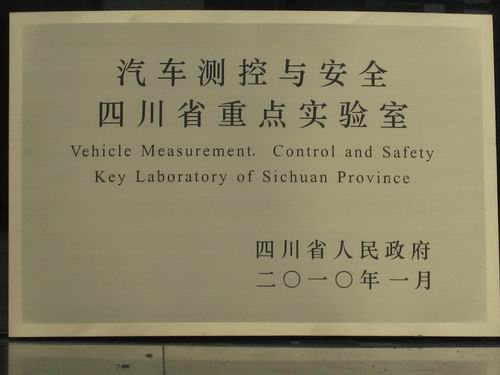 汽车测控与安全
四川省重点实验室
Vehicle Measurement, Control and Safety
Key Laboratory of Sichuan Province
四川省人民政府
二〇一〇年一月